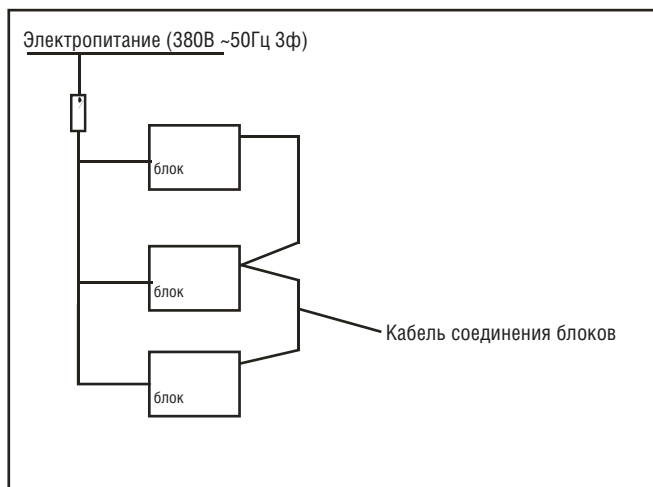 Электропитание (380В ~50Гц 3ф)
блок
блок
Кабель соединения блоков
блок